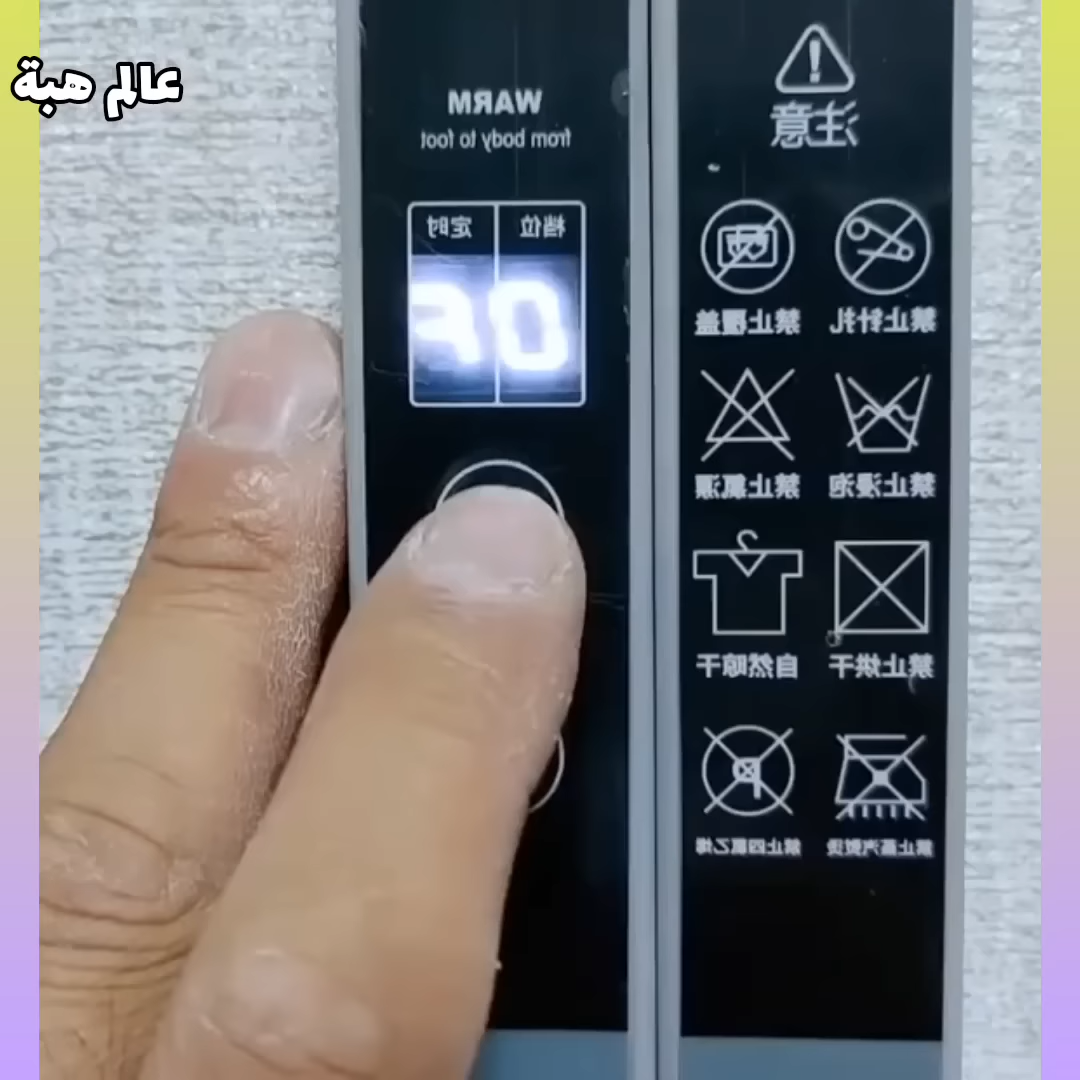 عالم هبة
WARM
from body to foot
档位 定时
0F
注意
禁止针扎 禁止覆盖
禁止浸泡 禁止氯漂
禁止烘干 自然晾干
禁止蒸汽熨烫 禁止四氯乙烯